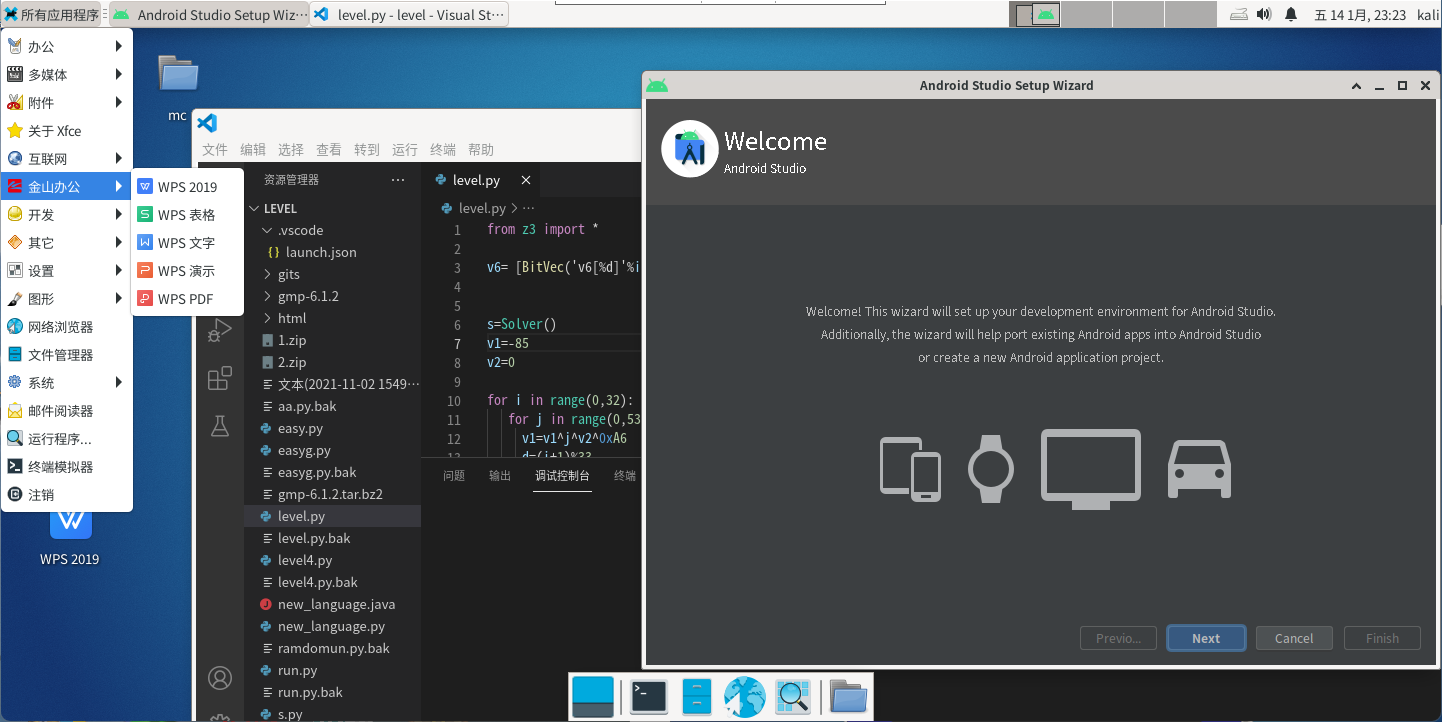 所有应用程序
Android Studio Setup Wiz…
level.py - level - Visual St…
五 14 1月, 23:23
kali
办公
多媒体
附件
关于 Xfce
互联网
金山办公
开发
其它
设置
图形
网络浏览器
文件管理器
系统
邮件阅读器
运行程序...
终端模拟器
注销
WPS 2019
WPS 表格
WPS 文字
WPS 演示
WPS PDF
mc
WPS 2019
文件 编辑 选择 查看 转到 运行 终端 帮助
资源管理器 ···
LEVEL
.vscode
{} launch.json
gits
gmp-6.1.2
html
1.zip
2.zip
文本(2021-11-02 1549···
aa.py.bak
easy.py
easyg.py
easyg.py.bak
gmp-6.1.2.tar.bz2
level.py
level.py.bak
level4.py
level4.py.bak
new_language.java
new_language.py
ramdomun.py.bak
run.py
run.py.bak
s.py
level.py
level.py > ···
1 from z3 import *
2
3 v6= [BitVec('v6[%d]'%i
4
5
6 s=Solver()
7 v1=-85
8 v2=0
9
10 for i in range(0,32):
11 for j in range(0,53
12 v1=v1^j^v2^0xA6
13 d=(i+1)%33
问题 输出 调试控制台 终端
Android Studio Setup Wizard
Welcome
Android Studio
Welcome! This wizard will set up your development environment for Android Studio.
Additionally, the wizard will help port existing Android apps into Android Studio
or create a new Android application project.
Previo...
Next
Cancel
Finish